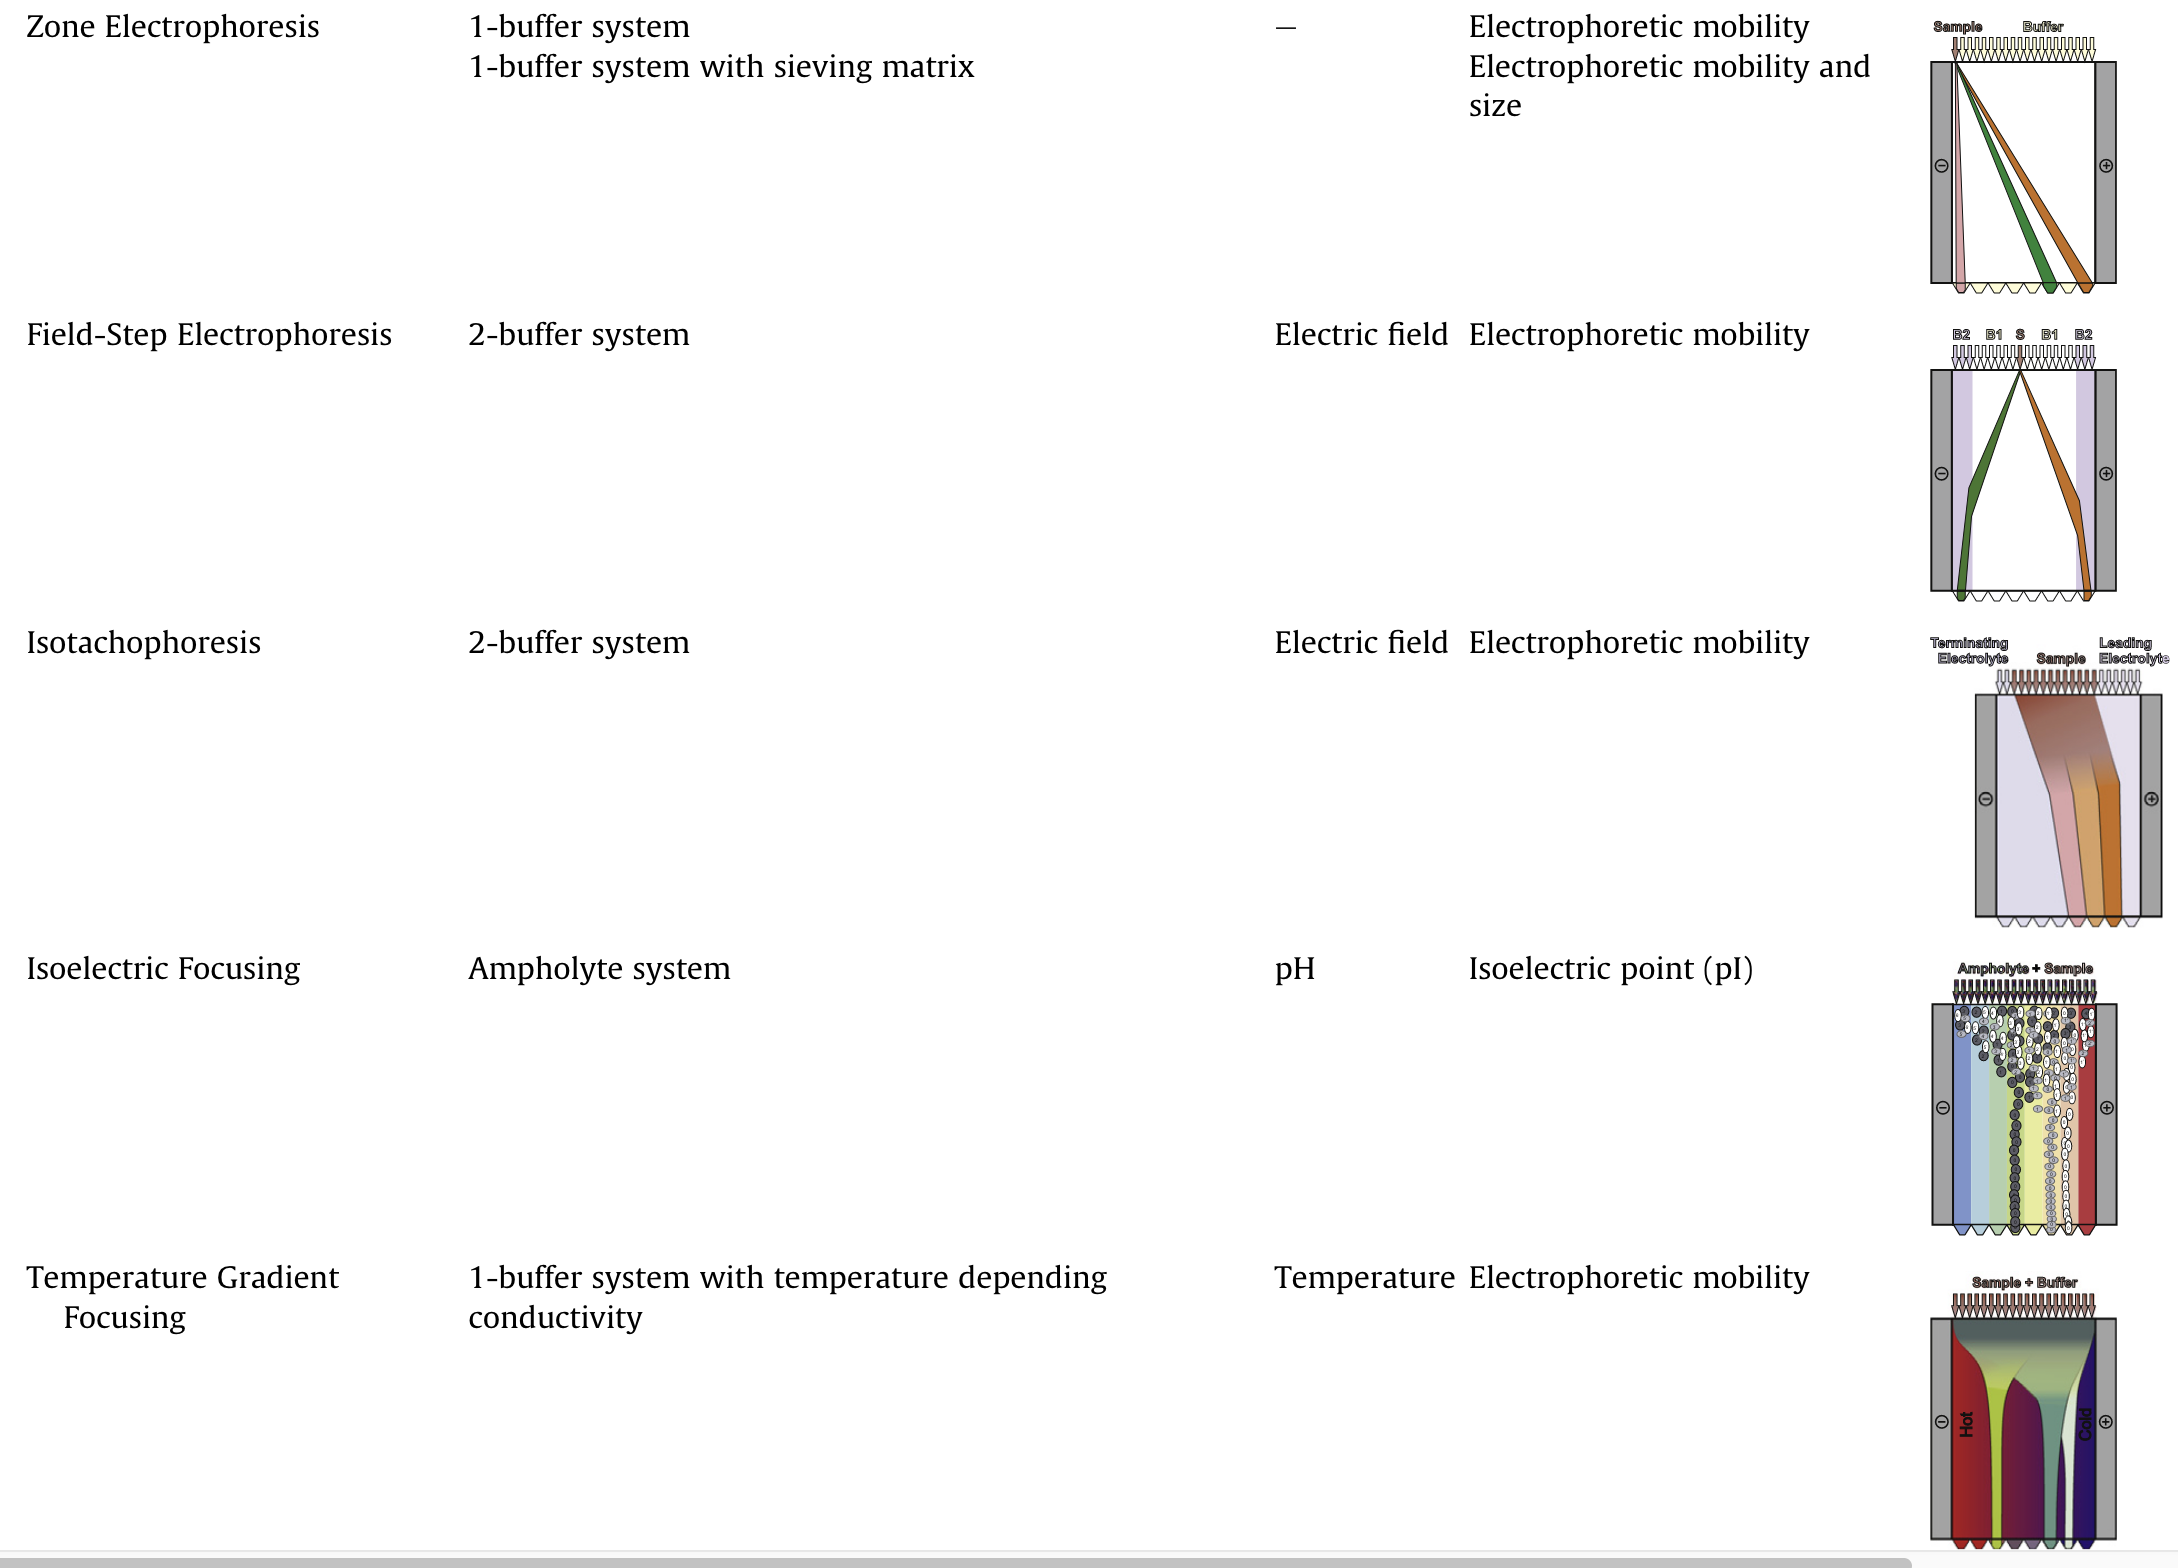 Zone Electrophoresis
1-buffer system
1-buffer system with sieving matrix
—
Electrophoretic mobility
Electrophoretic mobility and
size
Sample Buffer
⊖ ⊕
Field-Step Electrophoresis
2-buffer system
Electric field
Electrophoretic mobility
B2 B1 S B1 B2
⊖ ⊕
Isotachophoresis
2-buffer system
Electric field
Electrophoretic mobility
Terminating
Electrolyte
Sample
Leading
Electrolyte
⊖ ⊕
Isoelectric Focusing
Ampholyte system
pH
Isoelectric point (pI)
Ampholyte + Sample
⊖ ⊕
Temperature Gradient
Focusing
1-buffer system with temperature depending
conductivity
Temperature
Electrophoretic mobility
Sample + Buffer
⊖ Hot Cold ⊕